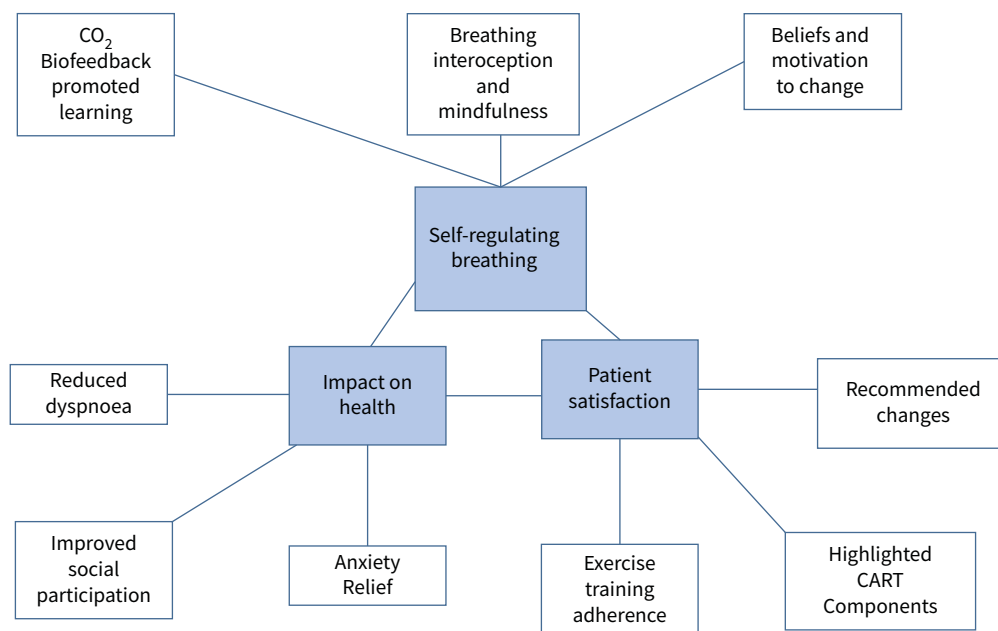 CO2
Biofeedback
promoted
learning
Breathing
interoception
and
mindfulness
Beliefs and
motivation
to change
Self-regulating
breathing
Reduced
dyspnoea
Impact on
health
Patient
satisfaction
Recommended
changes
Improved
social
participation
Anxiety
Relief
Exercise
training
adherence
Highlighted
CART
Components